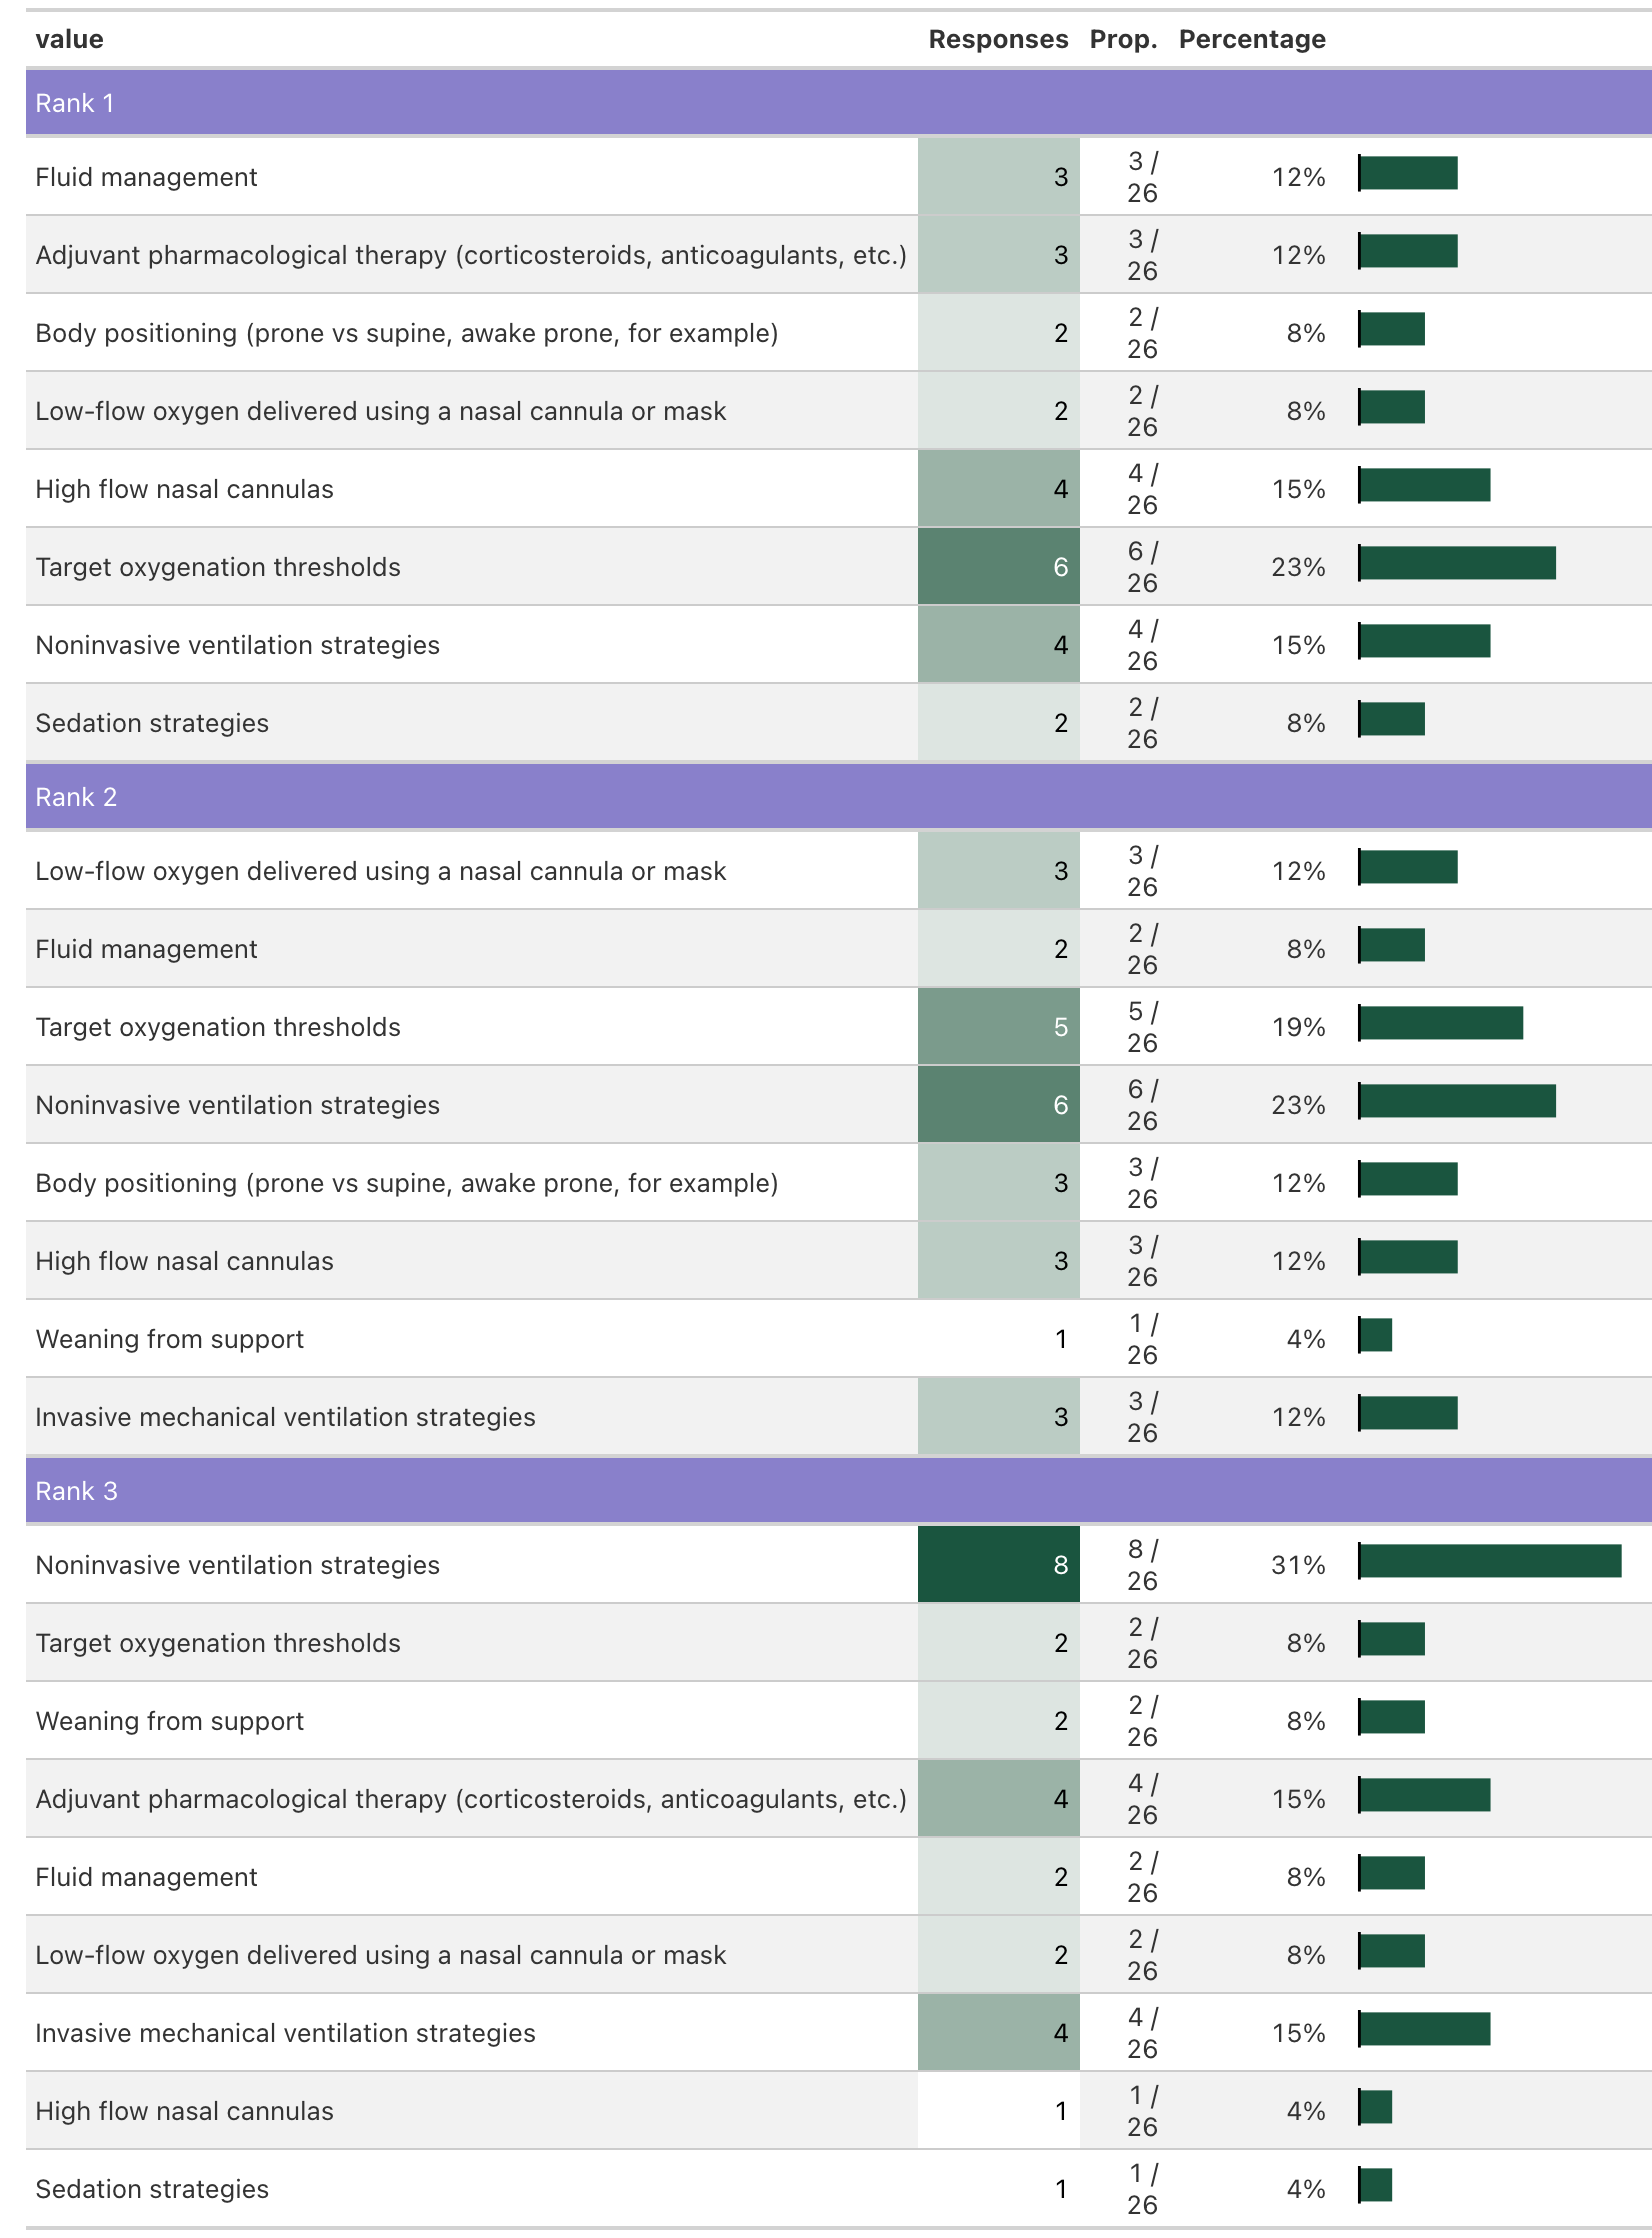 value Responses Prop. Percentage
Rank 1
Fluid management 3 3 / 26 12%
Adjuvant pharmacological therapy (corticosteroids, anticoagulants, etc.) 3 3 / 26 12%
Body positioning (prone vs supine, awake prone, for example) 2 2 / 26 8%
Low-flow oxygen delivered using a nasal cannula or mask 2 2 / 26 8%
High flow nasal cannulas 4 4 / 26 15%
Target oxygenation thresholds 6 6 / 26 23%
Noninvasive ventilation strategies 4 4 / 26 15%
Sedation strategies 2 2 / 26 8%
Rank 2
Low-flow oxygen delivered using a nasal cannula or mask 3 3 / 26 12%
Fluid management 2 2 / 26 8%
Target oxygenation thresholds 5 5 / 26 19%
Noninvasive ventilation strategies 6 6 / 26 23%
Body positioning (prone vs supine, awake prone, for example) 3 3 / 26 12%
High flow nasal cannulas 3 3 / 26 12%
Weaning from support 1 1 / 26 4%
Invasive mechanical ventilation strategies 3 3 / 26 12%
Rank 3
Noninvasive ventilation strategies 8 8 / 26 31%
Target oxygenation thresholds 2 2 / 26 8%
Weaning from support 2 2 / 26 8%
Adjuvant pharmacological therapy (corticosteroids, anticoagulants, etc.) 4 4 / 26 15%
Fluid management 2 2 / 26 8%
Low-flow oxygen delivered using a nasal cannula or mask 2 2 / 26 8%
Invasive mechanical ventilation strategies 4 4 / 26 15%
High flow nasal cannulas 1 1 / 26 4%
Sedation strategies 1 1 / 26 4%